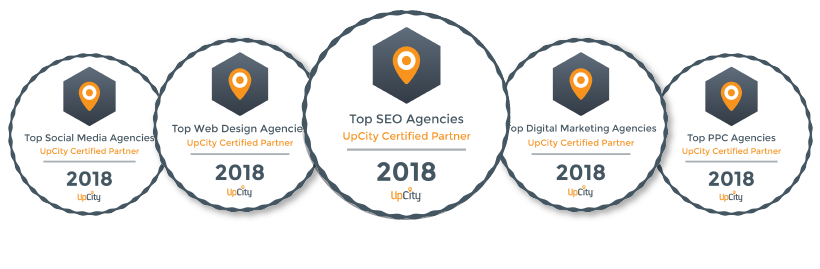 Top Social Media Agencies
UpCity Certified Partner
2018
UpCity
Top Web Design Agencie
UpCity Certified Partner
2018
UpCity
Top SEO Agencies
UpCity Certified Partner
2018
UpCity
op Digital Marketing Agencies
UpCity Certified Partner
2018
UpCity
Top PPC Agencies
UpCity Certified Partner
2018
UpCity